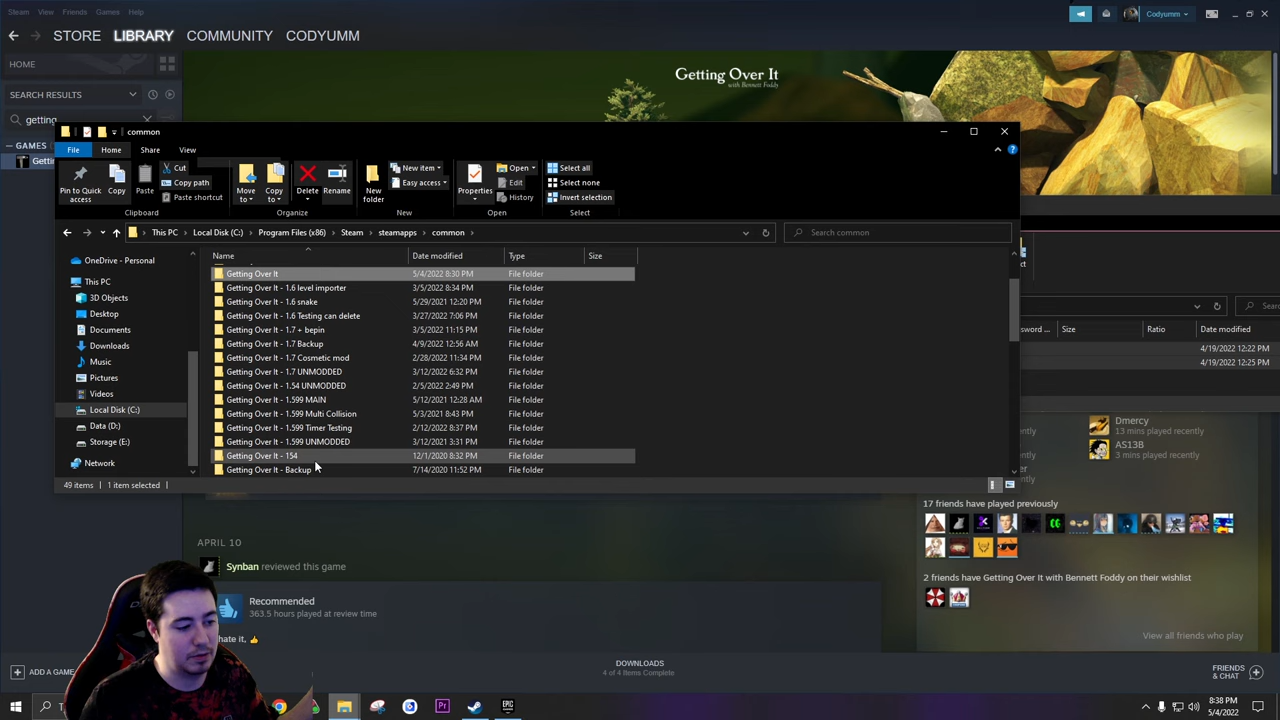 Steam View Friends Games Help
Codyumm
STORE LIBRARY COMMUNITY CODYUMM
HOME
Getting Over It
with Bennett Foddy
SEARCH RESULTS
getting
GAMES
Getti
common
File Home Share View
Pin to Quick access
Copy
Paste
Cut
Copy path
Paste shortcut
Move to
Copy to
Delete
Rename
New folder
New item
Easy access
Properties
Open
Edit
History
Select all
Select none
Invert selection
Clipboard Organize New Open Select
This PC > Local Disk (C:) > Program Files (x86) > Steam > steamapps > common >
Search common
Name Date modified Type Size
OneDrive - Personal
This PC
3D Objects
Desktop
Documents
Downloads
Music
Pictures
Videos
Local Disk (C:)
Data (D:)
Storage (E:)
Network
Getting Over It 5/4/2022 8:30 PM File folder
Getting Over It - 1.6 level importer 3/5/2022 8:34 PM File folder
Getting Over It - 1.6 snake 5/29/2021 12:20 PM File folder
Getting Over It - 1.6 Testing can delete 3/27/2022 7:06 PM File folder
Getting Over It - 1.7 + bepin 3/5/2022 11:15 PM File folder
Getting Over It - 1.7 Backup 4/9/2022 12:56 AM File folder
Getting Over It - 1.7 Cosmetic mod 2/28/2022 11:34 PM File folder
Getting Over It - 1.7 UNMODDED 3/12/2022 6:32 PM File folder
Getting Over It - 1.54 UNMODDED 2/5/2022 2:49 PM File folder
Getting Over It - 1.599 MAIN 5/12/2021 12:28 AM File folder
Getting Over It - 1.599 Multi Collision 5/3/2021 8:43 PM File folder
Getting Over It - 1.599 Timer Testing 2/12/2022 8:37 PM File folder
Getting Over It - 1.599 UNMODDED 3/12/2021 3:31 PM File folder
Getting Over It - 154 12/1/2020 8:32 PM File folder
Getting Over It - Backup 7/14/2020 11:52 PM File folder
49 items 1 item selected
Search
ssword ... Size Ratio Date modified
4/19/2022 12:22 PM
4/19/2022 12:25 PM
Dmercy
13 mins played recently
AS13B
3 mins played recently
17 friends have played previously
2 friends have Getting Over It with Bennett Foddy on their wishlist
View all friends who play
APRIL 10
Synban reviewed this game
Recommended
363.5 hours played at review time
hate it, 👍
ADD A GAME
DOWNLOADS
4 of 4 Items Complete
FRIENDS & CHAT
Pr
EPIC
8:38 PM
5/4/2022